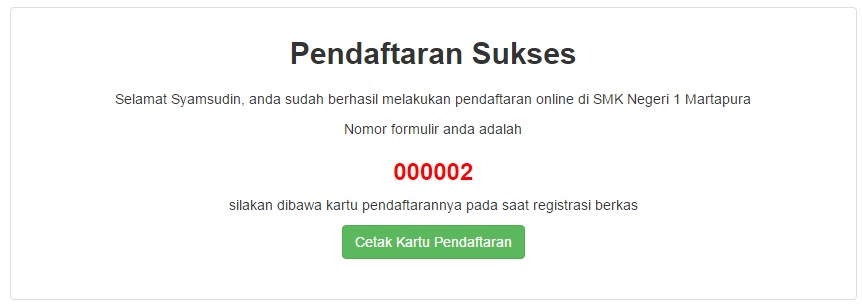 Pendaftaran Sukses
Selamat Syamsudin, anda sudah berhasil melakukan pendaftaran online di SMK Negeri 1 Martapura
Nomor formulir anda adalah
000002
silakan dibawa kartu pendaftarannya pada saat registrasi berkas
Cetak Kartu Pendaftaran